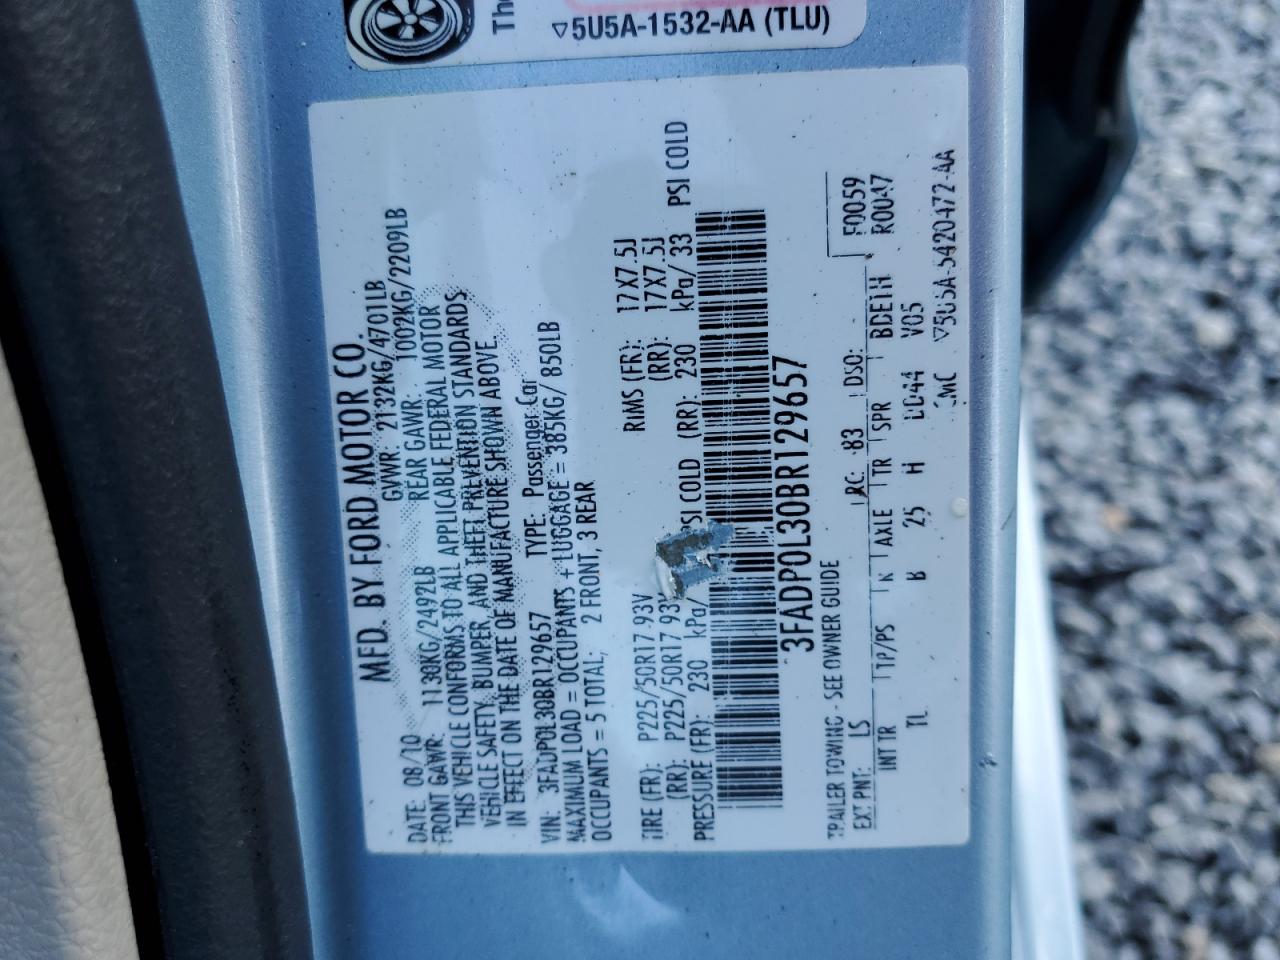 5U5A-1532-AA (TLU)
MFD. BY FORD MOTOR CO.
DATE: 08/10 GVWR: 2132KG/4701LB
FRONT GAWR: 1130KG/2492LB REAR GAWR: 1002KG/2209LB
THIS VEHICLE CONFORMS TO ALL APPLICABLE FEDERAL MOTOR
VEHICLE SAFETY, BUMPER, AND THEFT PREVENTION STANDARDS
IN EFFECT ON THE DATE OF MANUFACTURE SHOWN ABOVE.
VIN: 3FADP0L30BR129657 TYPE: Passenger Car
MAXIMUM LOAD = OCCUPANTS + LUGGAGE = 385KG/ 850LB
OCCUPANTS = 5 TOTAL, 2 FRONT, 3 REAR
TIRE (FR): P225/50R17 93V RIMS (FR): 17X7.5J
(RR): P225/50R17 93V (RR): 17X7.5J
PRESSURE (FR): 230 kPa/ PSI COLD (RR): 230 kPa/ 33 PSI COLD
3FADP0L30BR129657
TRAILER TOWING - SEE OWNER GUIDE F0059
EXT PNT: LS RC: 83 DSO: R0047
INT TR TP/PS R AXLE TR SPR BDE1H
TL B 25 H UU44 V05
5U5A-5420472-AA